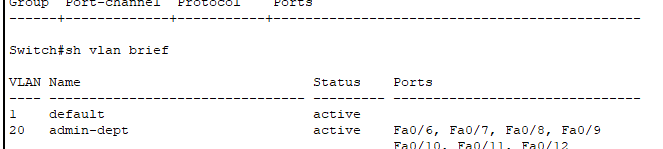 Group  Port-channel  Protocol    Ports
------+-------------+-----------+-----------------------------------------------
Switch#sh vlan brief
VLAN Name                             Status    Ports
---- -------------------------------- --------- -------------------------------
1    default                          active
20   admin-dept                       active    Fa0/6, Fa0/7, Fa0/8, Fa0/9
                                                Fa0/10, Fa0/11, Fa0/12